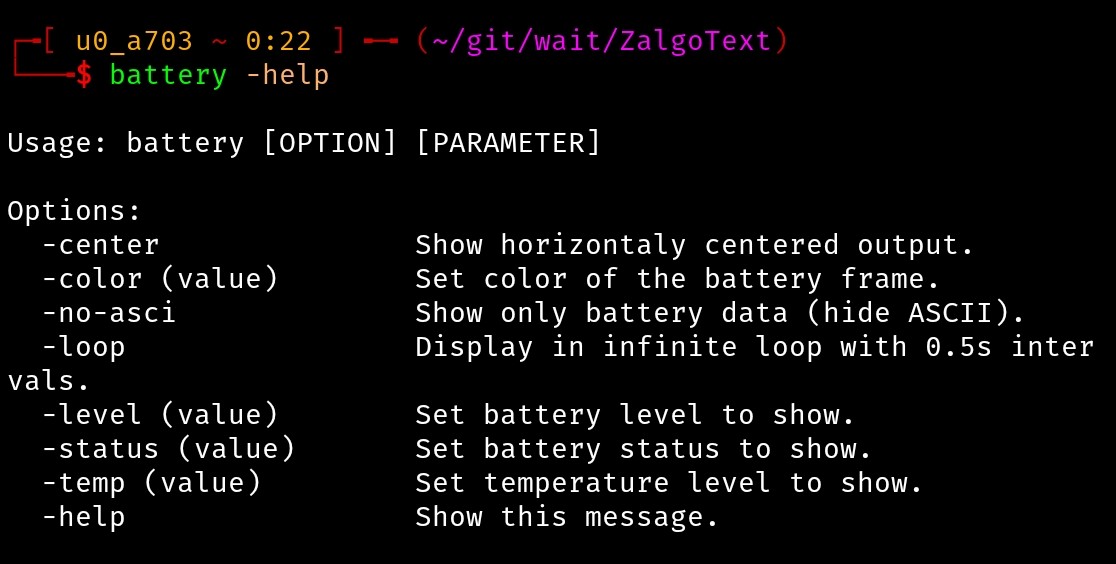 ┌─[ u0_a703 ~ 0:22 ] ── (~/git/wait/ZalgoText)
└───$ battery -help
Usage: battery [OPTION] [PARAMETER]
Options:
  -center               Show horizontaly centered output.
  -color (value)        Set color of the battery frame.
  -no-asci              Show only battery data (hide ASCII).
  -loop                 Display in infinite loop with 0.5s inter
vals.
  -level (value)        Set battery level to show.
  -status (value)       Set battery status to show.
  -temp (value)         Set temperature level to show.
  -help                 Show this message.